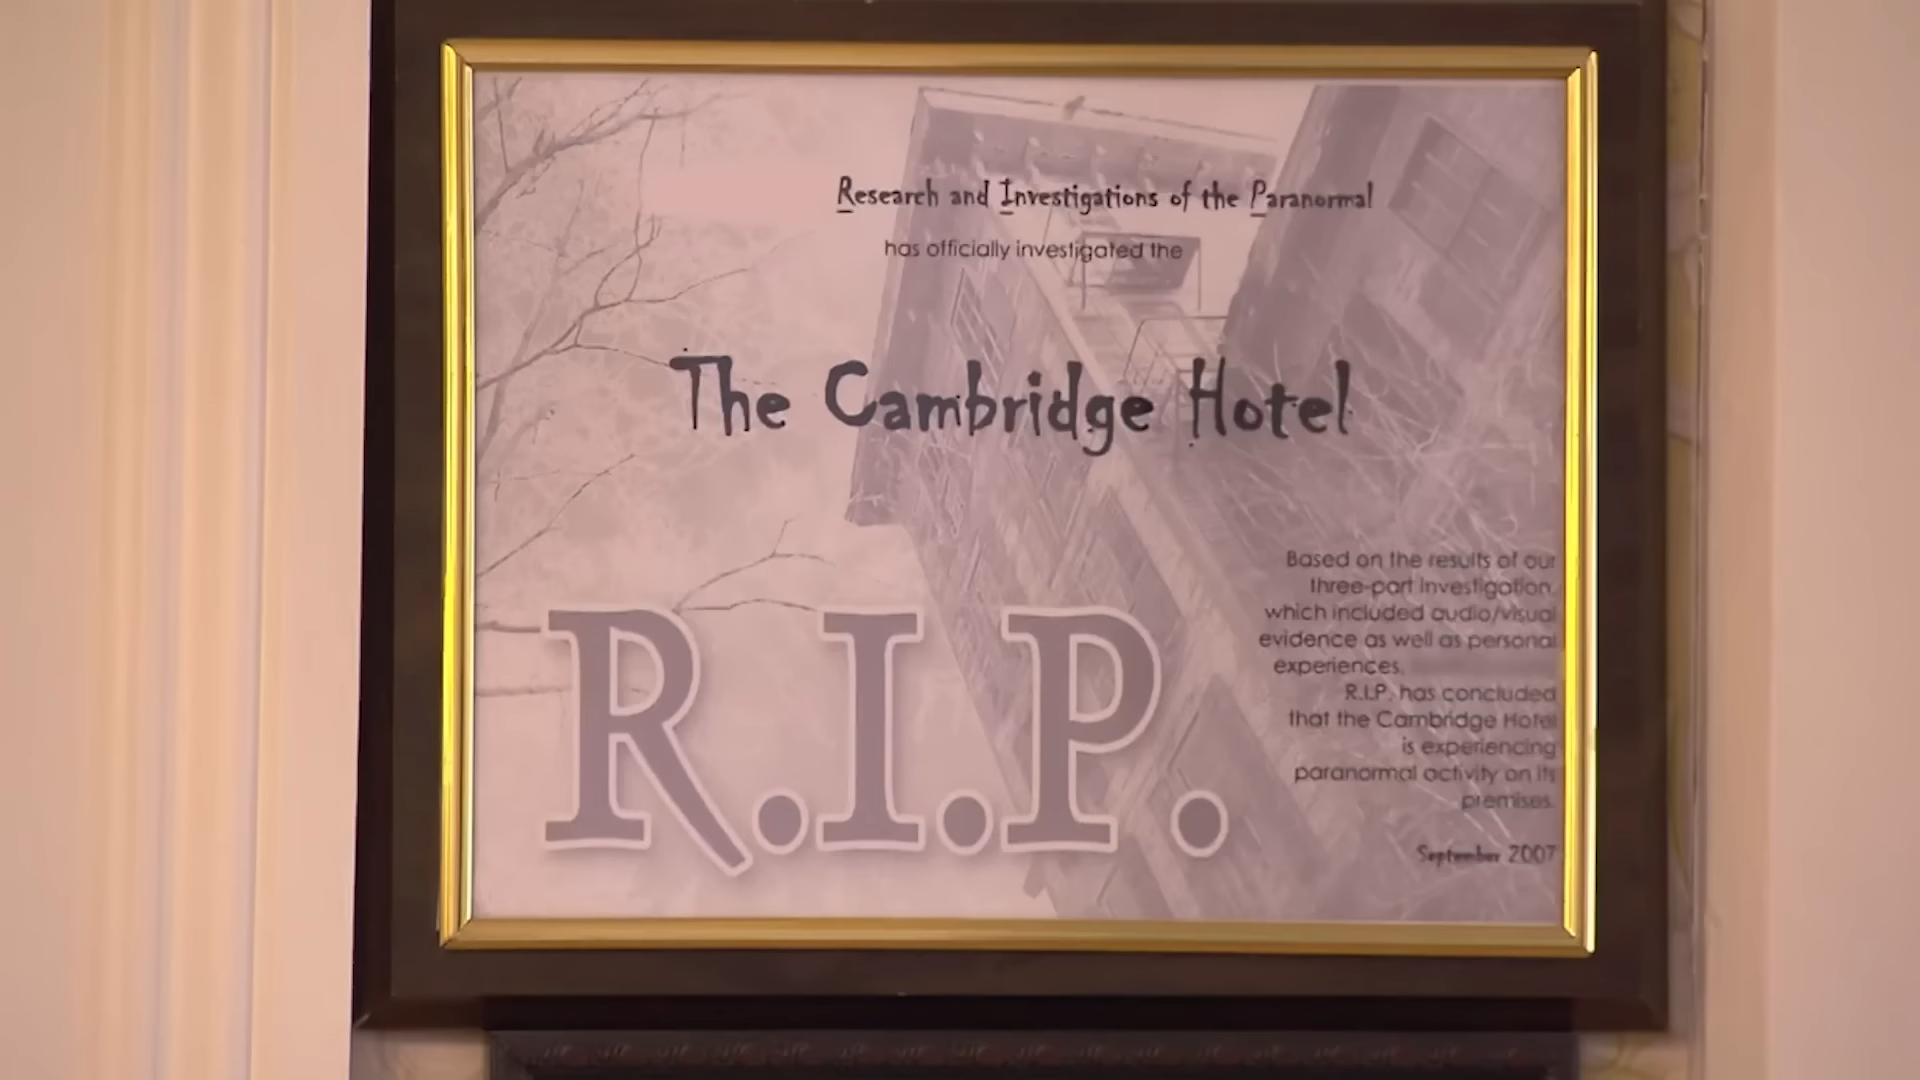 Research and Investigations of the Paranormal
has officially investigated the
The Cambridge Hotel
R.I.P.
Based on the results of our
three-part investigation,
which included audio/visual
evidence as well as personal
experiences,
R.I.P. has concluded
that the Cambridge Hotel
is experiencing
paranormal activity on its
premises.
September 2007